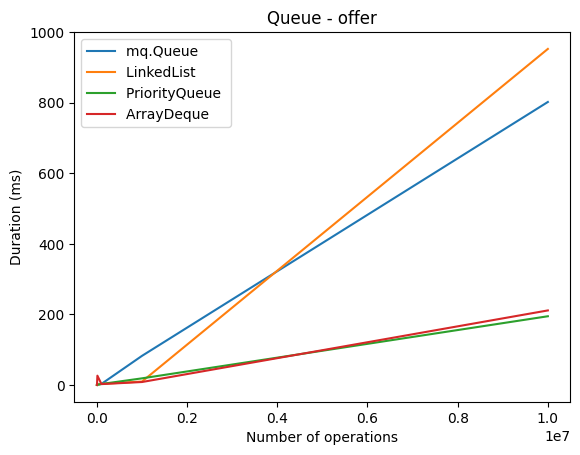 Queue - offer
1000
800
600
400
200
0
Duration (ms)
mq.Queue
LinkedList
PriorityQueue
ArrayDeque
0.0 0.2 0.4 0.6 0.8 1.0
1e7
Number of operations